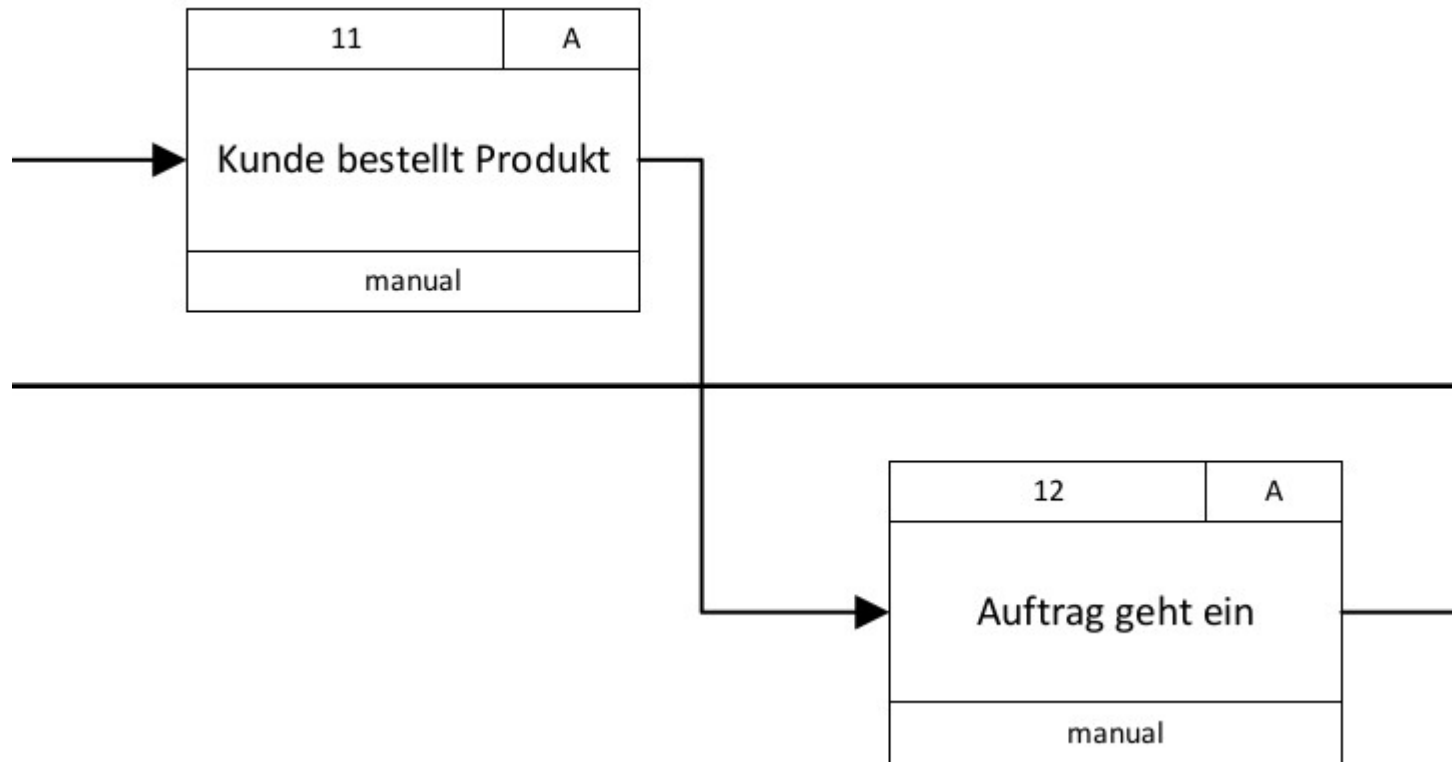 11 A
Kunde bestellt Produkt
manual
12 A
Auftrag geht ein
manual